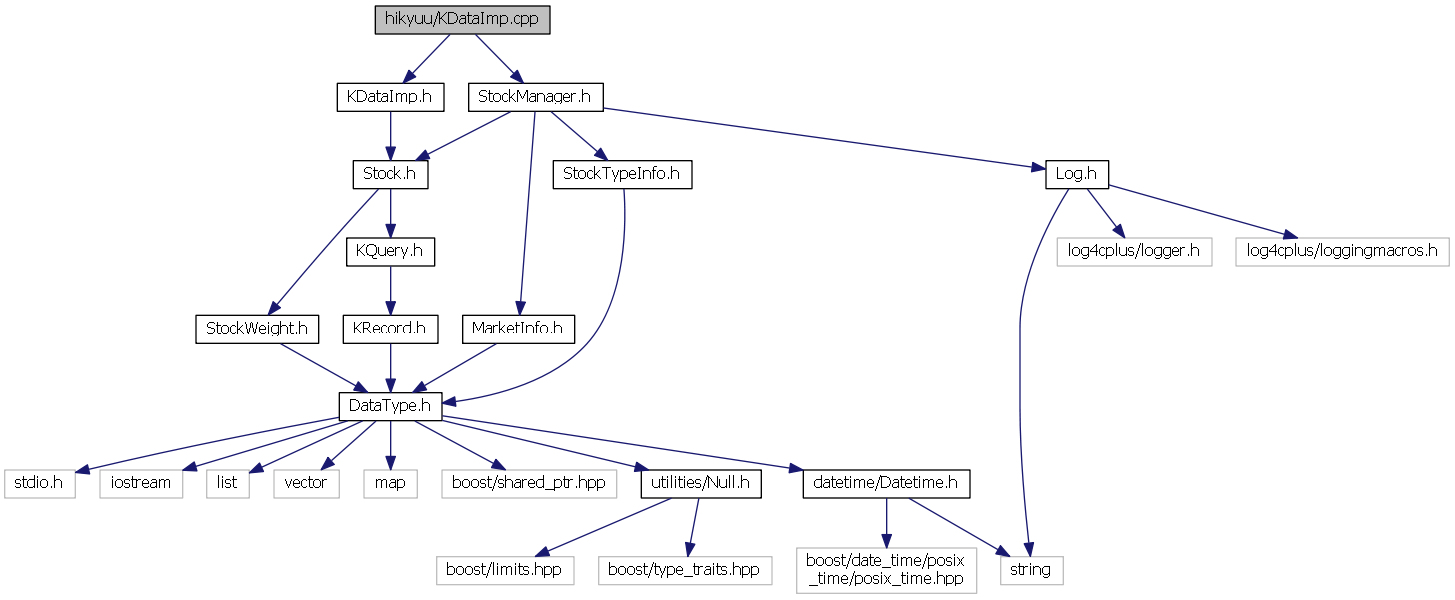 hikyuu/KDataImp.cpp
KDataImp.h
StockManager.h
Stock.h
StockTypeInfo.h
Log.h
KQuery.h
log4cplus/logger.h
log4cplus/loggingmacros.h
StockWeight.h
KRecord.h
MarketInfo.h
DataType.h
stdio.h
iostream
list
vector
map
boost/shared_ptr.hpp
utilities/Null.h
datetime/Datetime.h
boost/limits.hpp
boost/type_traits.hpp
boost/date_time/posix
_time/posix_time.hpp
string